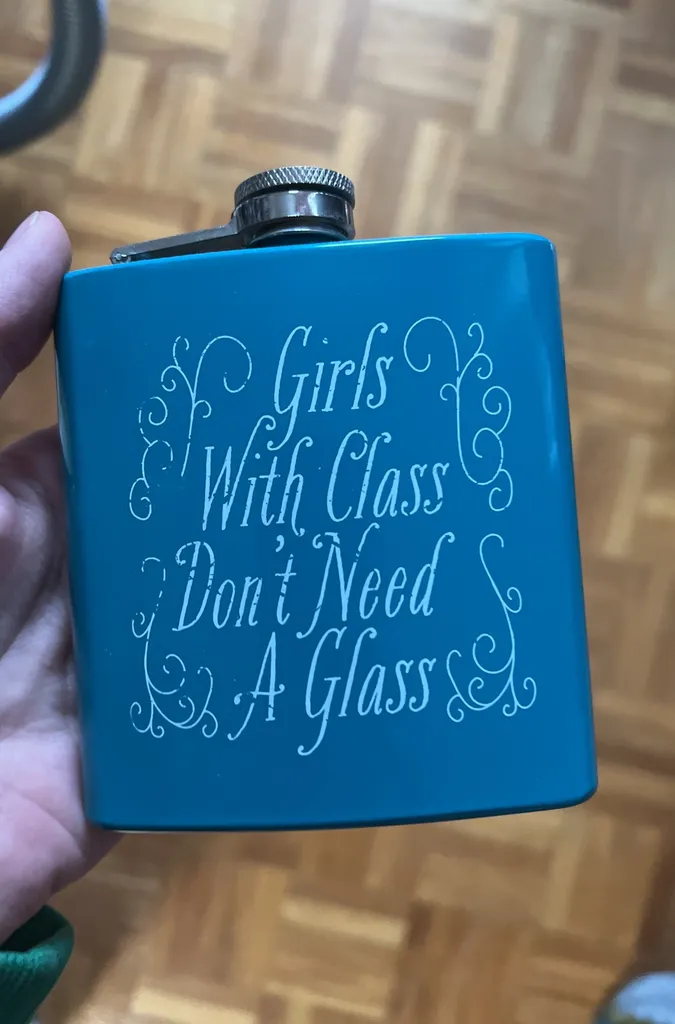 Girls
With Class
Don't Need
A Glass